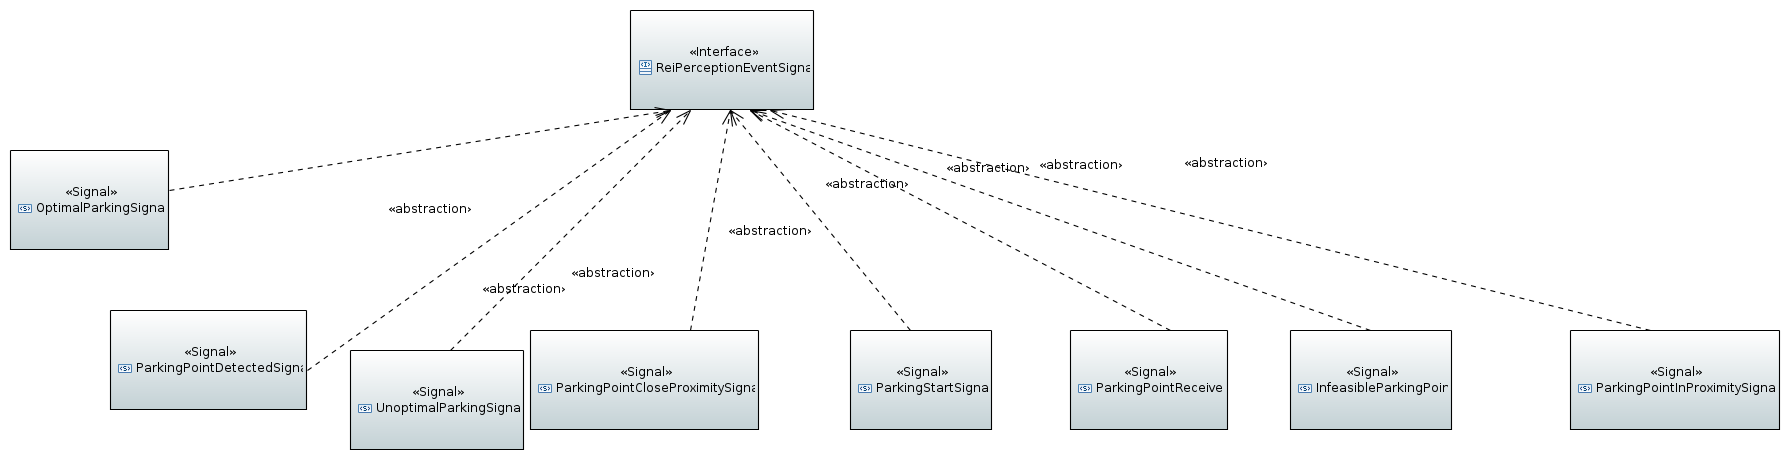 «Interface»
ReiPerceptionEventSigna
«Signal»
OptimalParkingSigna
«abstraction»
«abstraction»
«abstraction»
«abstraction»
«abstraction»
«abstraction»
«abstraction»
«abstraction»
«Signal»
ParkingPointDetectedSigna
«Signal»
UnoptimalParkingSigna
«Signal»
ParkingPointCloseProximitySigna
«Signal»
ParkingStartSigna
«Signal»
ParkingPointReceive
«Signal»
InfeasibleParkingPoin
«Signal»
ParkingPointInProximitySigna